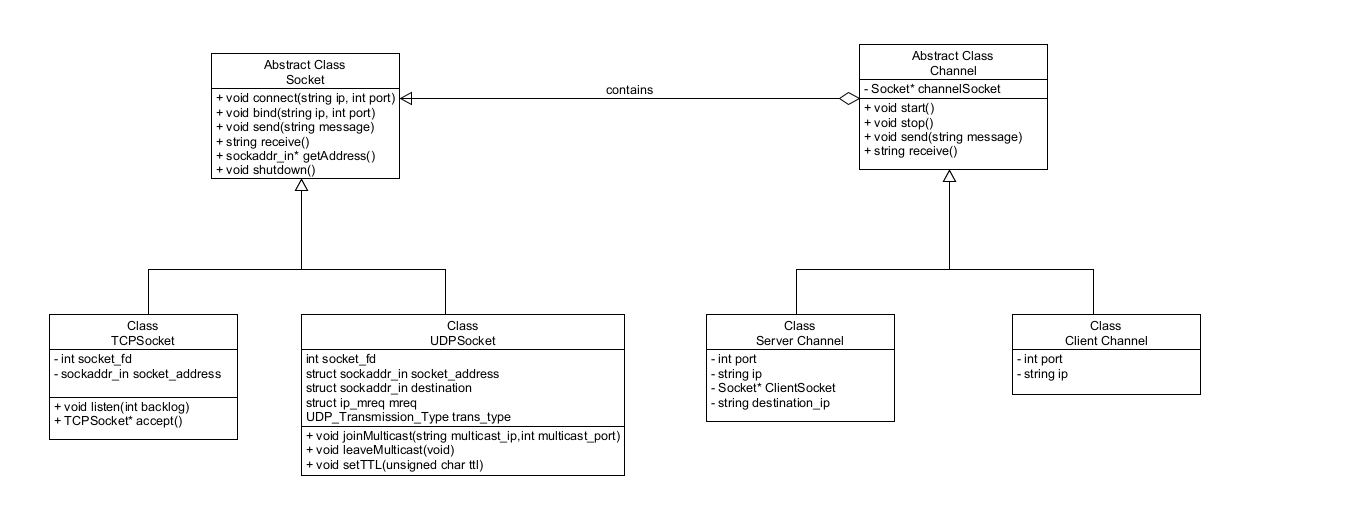 Abstract Class
Socket
+ void connect(string ip, int port)
+ void bind(string ip, int port)
+ void send(string message)
+ string receive()
+ sockaddr_in* getAddress()
+ void shutdown()
contains
Abstract Class
Channel
- Socket* channelSocket
+ void start()
+ void stop()
+ void send(string message)
+ string receive()
Class
TCPSocket
- int socket_fd
- sockaddr_in socket_address
+ void listen(int backlog)
+ TCPSocket* accept()
Class
UDPSocket
int socket_fd
struct sockaddr_in socket_address
struct sockaddr_in destination
struct ip_mreq mreq
UDP_Transmission_Type trans_type
+ void joinMulticast(string multicast_ip,int multicast_port)
+ void leaveMulticast(void)
+ void setTTL(unsigned char ttl)
Class
Server Channel
- int port
- string ip
- Socket* ClientSocket
- string destination_ip
Class
Client Channel
- int port
- string ip